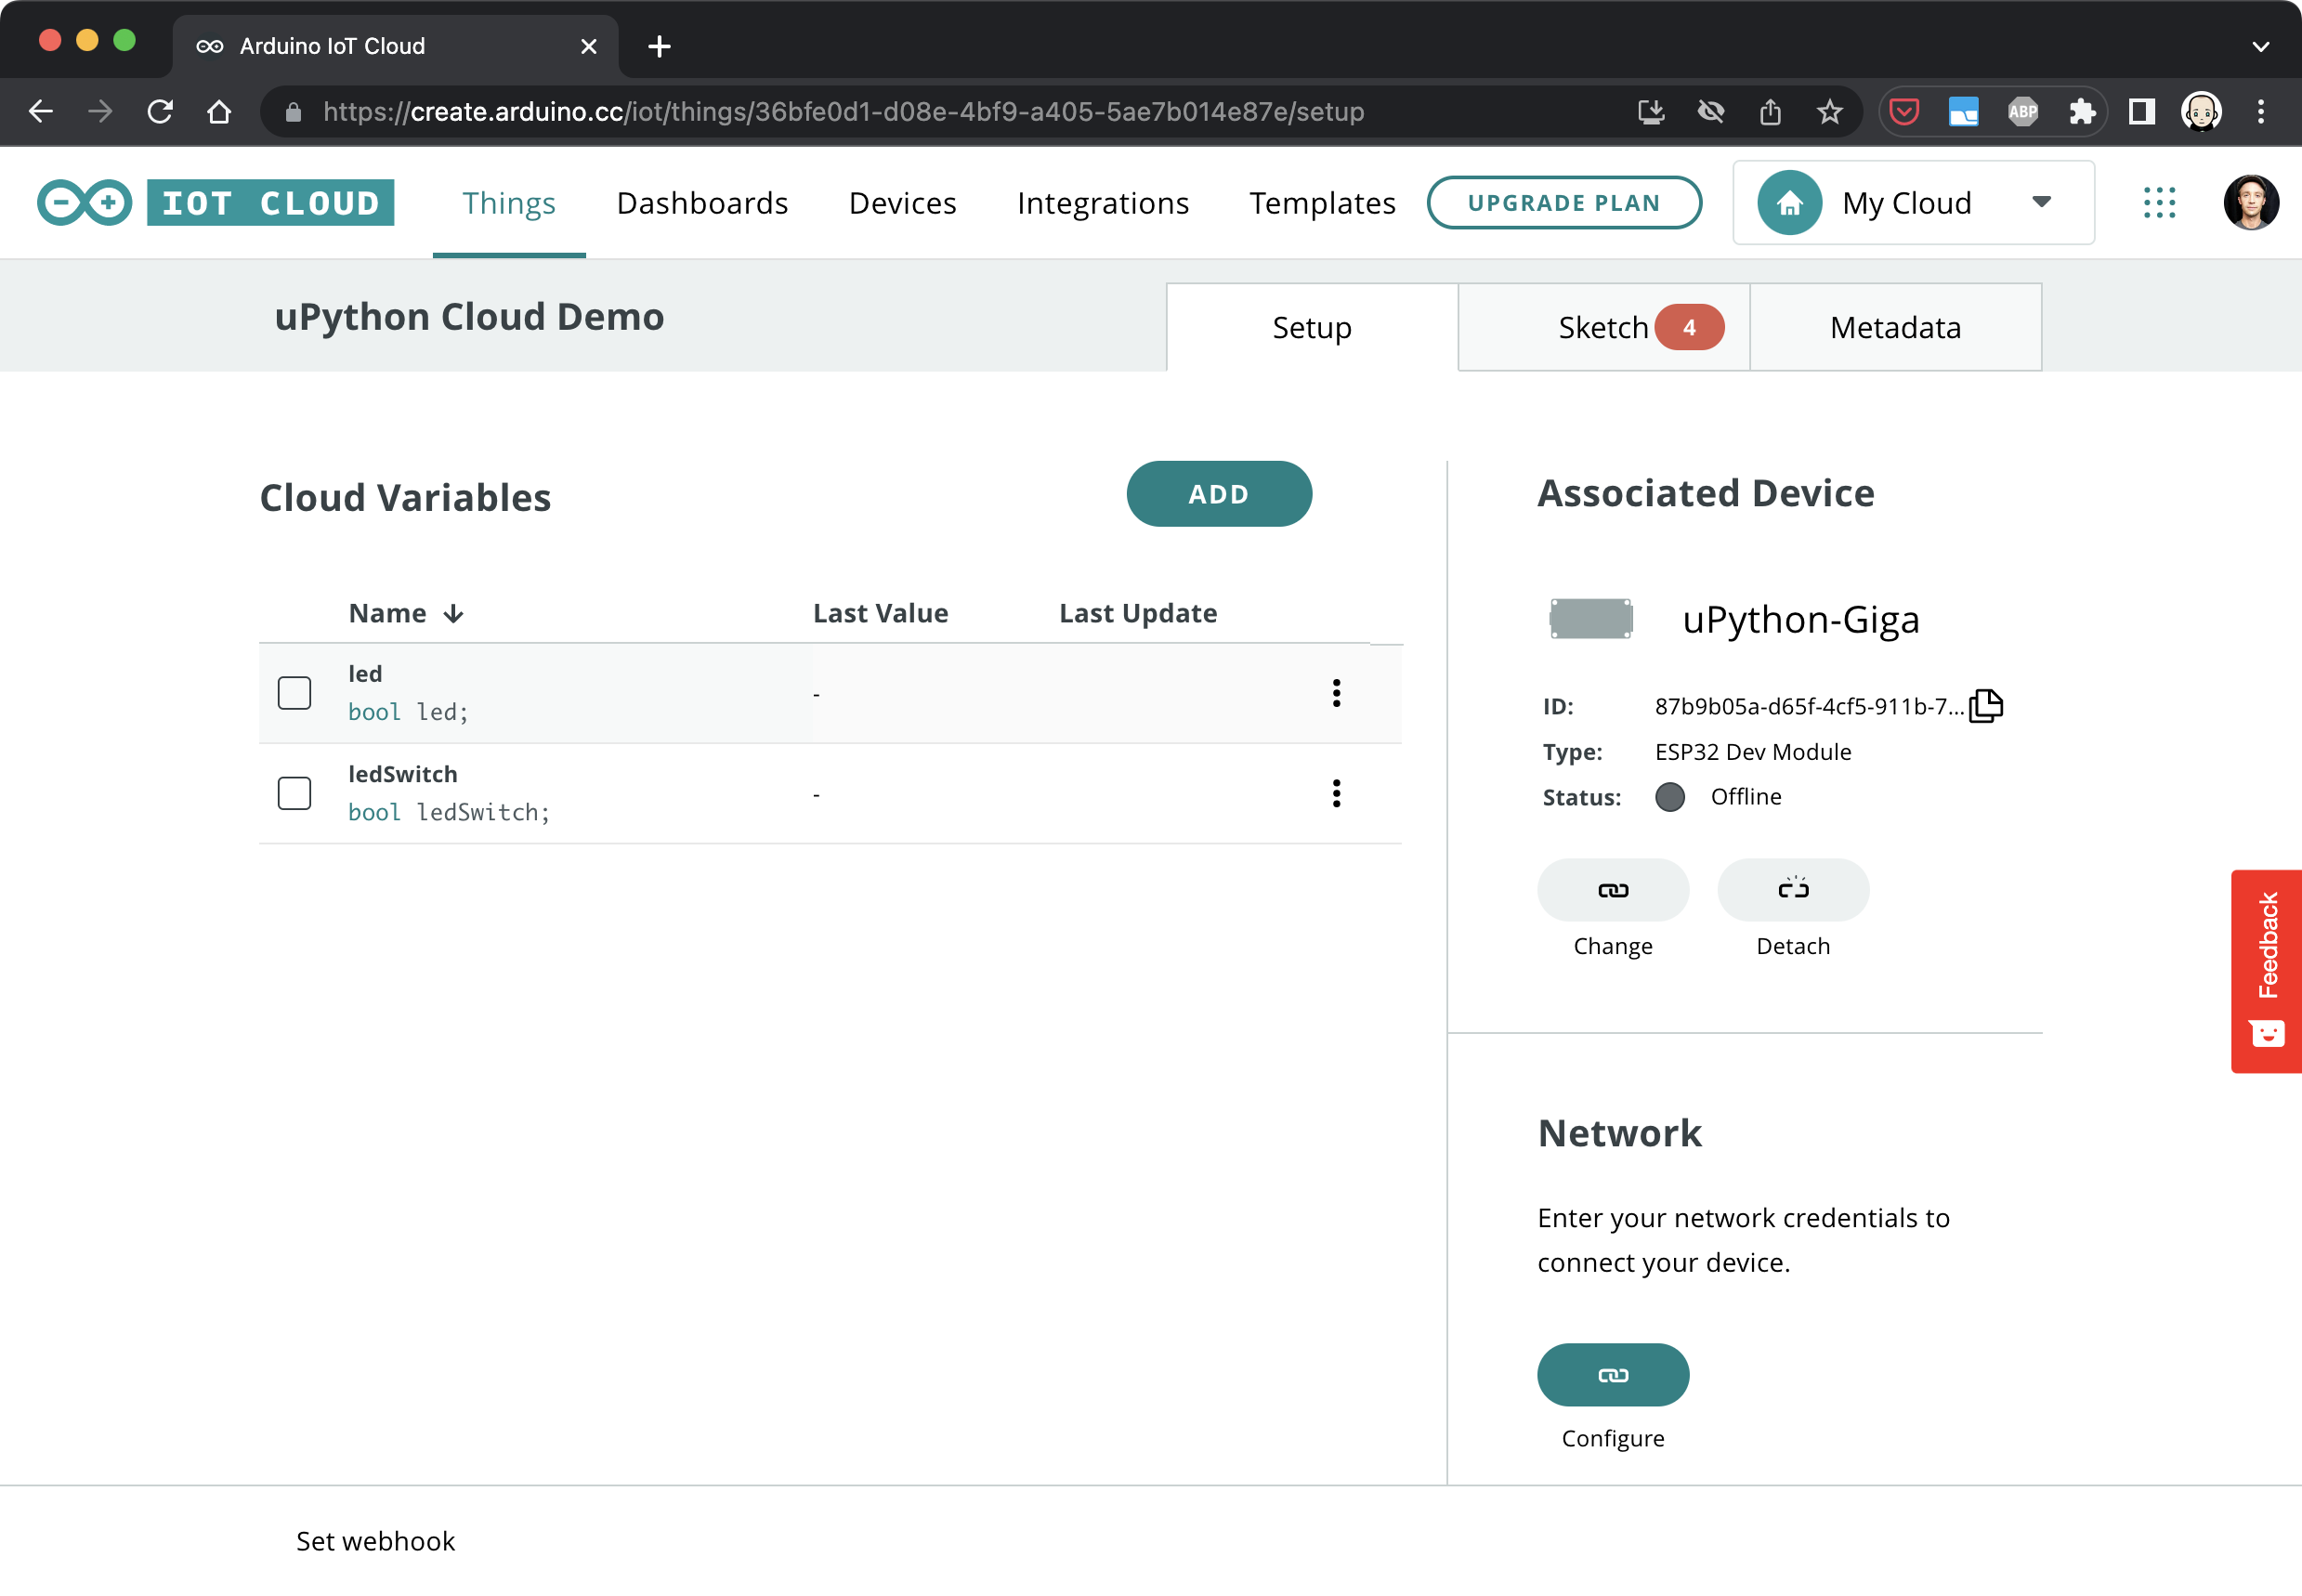 Arduino IoT Cloud
https://create.arduino.cc/iot/things/36bfe0d1-d08e-4bf9-a405-5ae7b014e87e/setup
ABP
IOT CLOUD
Things
Dashboards
Devices
Integrations
Templates
UPGRADE PLAN
My Cloud
uPython Cloud Demo
Setup
Sketch 4
Metadata
Cloud Variables
ADD
Name
Last Value
Last Update
led
bool led;
-
ledSwitch
bool ledSwitch;
-
Associated Device
uPython-Giga
ID: 87b9b05a-d65f-4cf5-911b-7...
Type: ESP32 Dev Module
Status: Offline
Change
Detach
Feedback
Network
Enter your network credentials to
connect your device.
Configure
Set webhook